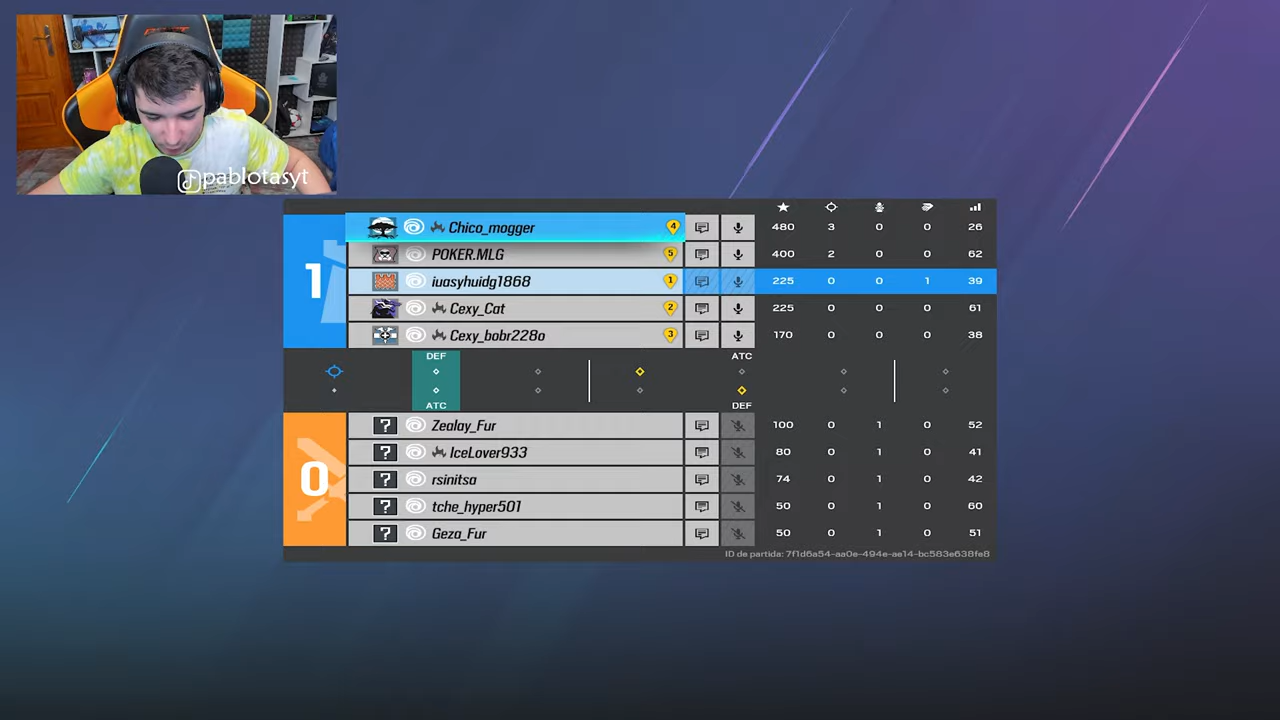 pablotasyt
1
Chico_mogger 4 480 3 0 0 26
POKER.MLG 5 400 2 0 0 62
iuasyhuidg1868 1 225 0 0 1 39
Cexy_Cat 2 225 0 0 0 61
Cexy_bobr228o 3 170 0 0 0 38
DEF ATC
ATC DEF
0
? Zealay_Fur 100 0 1 0 52
? IceLover933 80 0 1 0 41
? rsinitsa 74 0 1 0 42
? tche_hyper501 50 0 1 0 60
? Geza_Fur 50 0 1 0 51
ID de partida: 7f1d6a54-aa0e-494e-ae14-bc583e638fe8